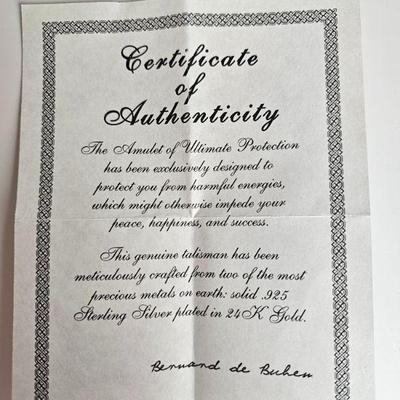 Certificate
of
Authenticity
The Amulet of Ultimate Protection
has been exclusively designed to
protect you from harmful energies,
which might otherwise impede your
peace, happiness, and success.
This genuine talisman has been
meticulously crafted from two of the most
precious metals on earth: solid .925
Sterling Silver plated in 24K Gold.
Bernard de